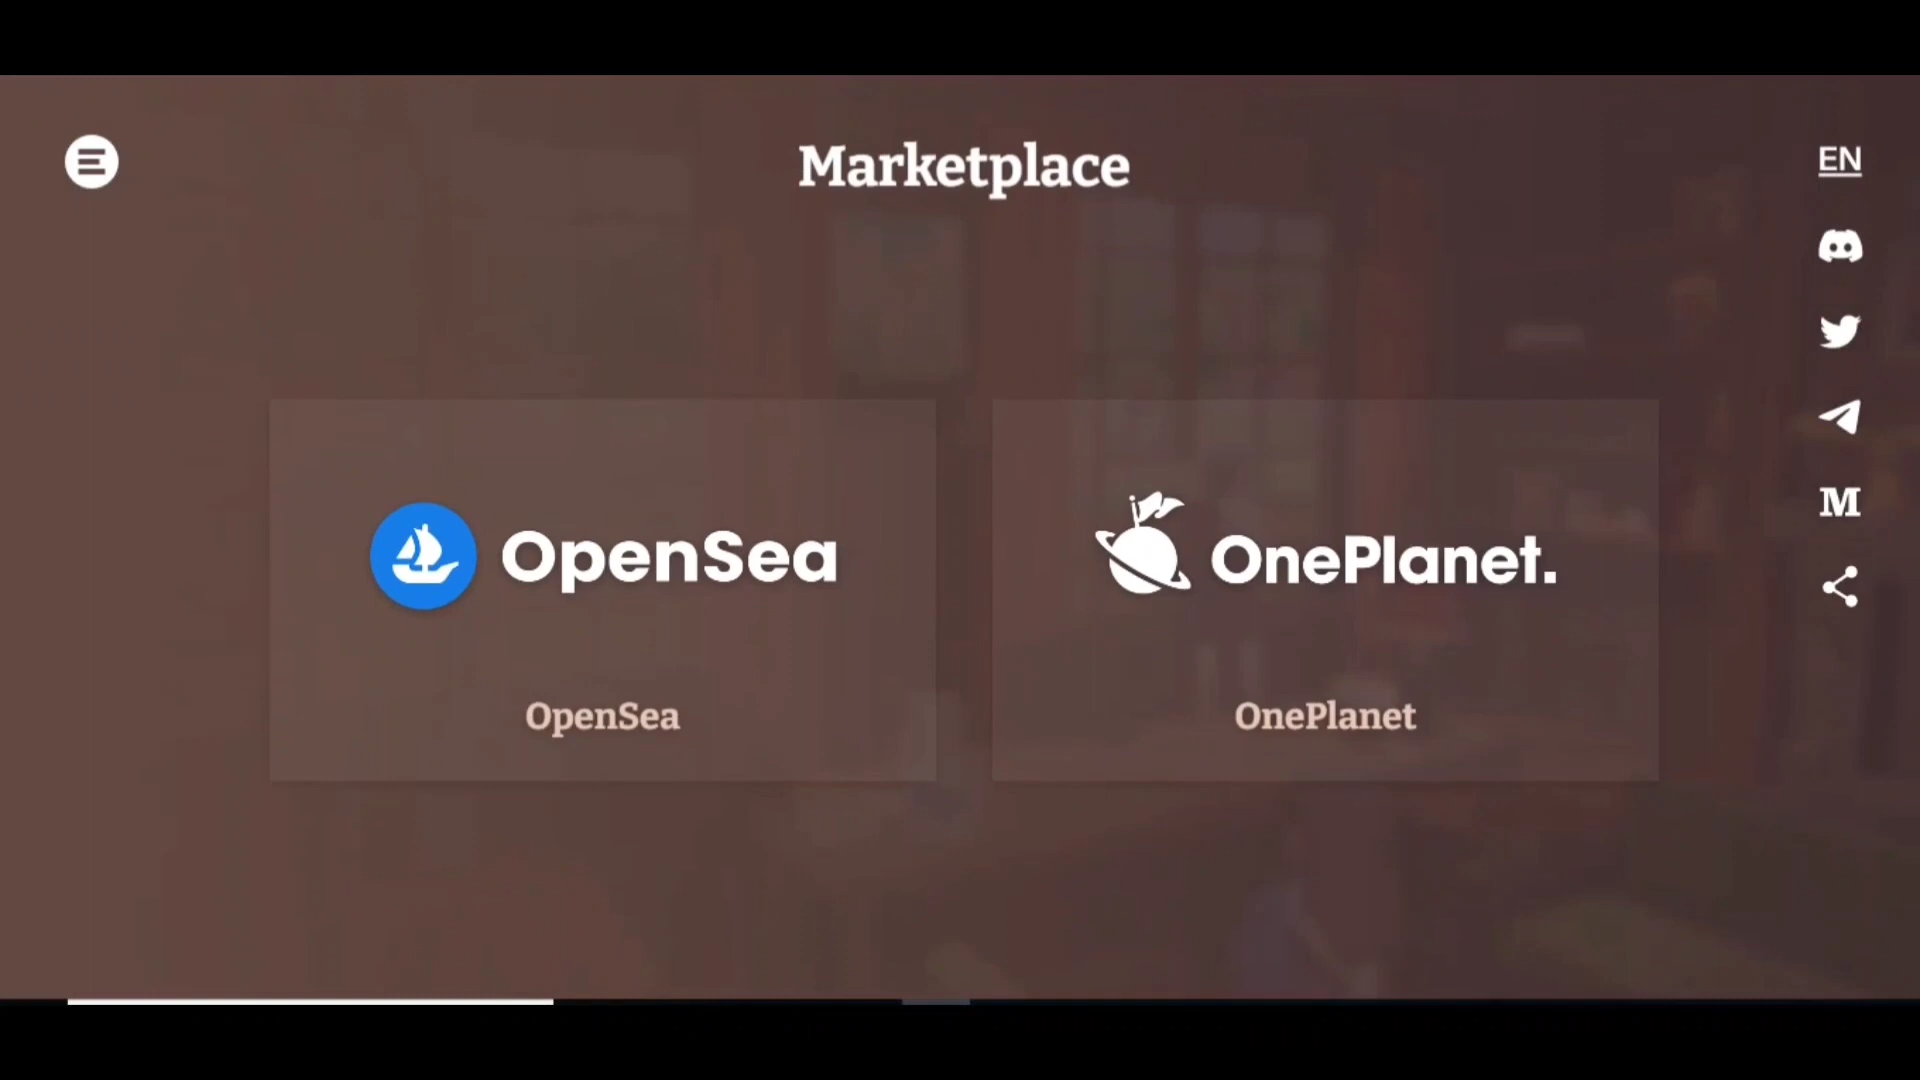 Marketplace
EN
M
OpenSea
OnePlanet.
OpenSea
OnePlanet